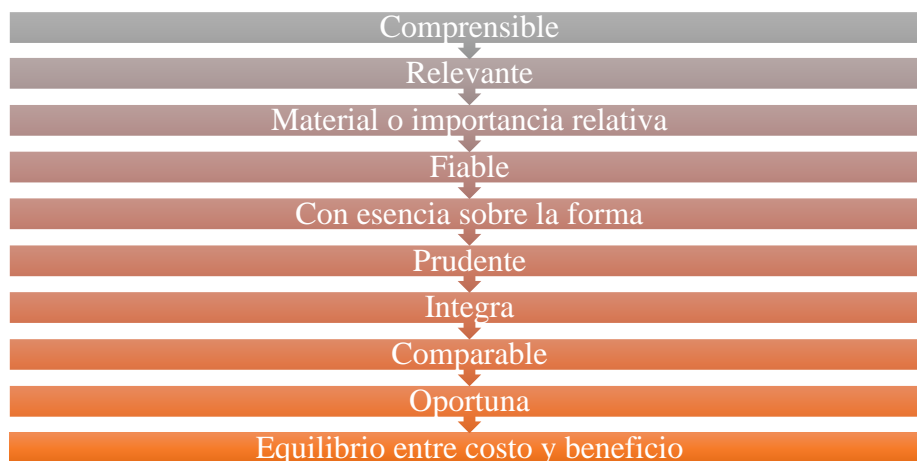 Comprensible
Relevante
Material o importancia relativa
Fiable
Con esencia sobre la forma
Prudente
Integra
Comparable
Oportuna
Equilibrio entre costo y beneficio